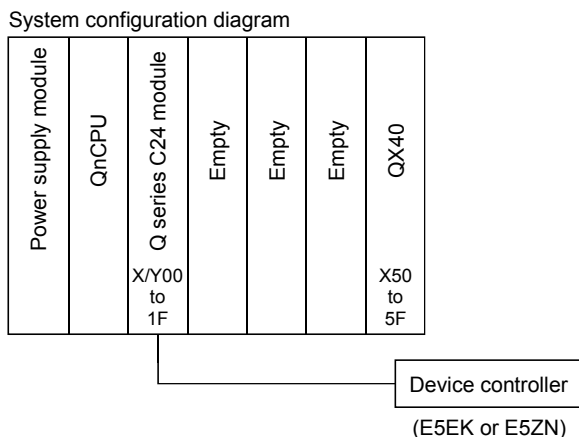 System configuration diagram
Power supply module
QnCPU
Q series C24 module
X/Y00
to
1F
Empty
Empty
Empty
QX40
X50
to
5F
Device controller
(E5EK or E5ZN)